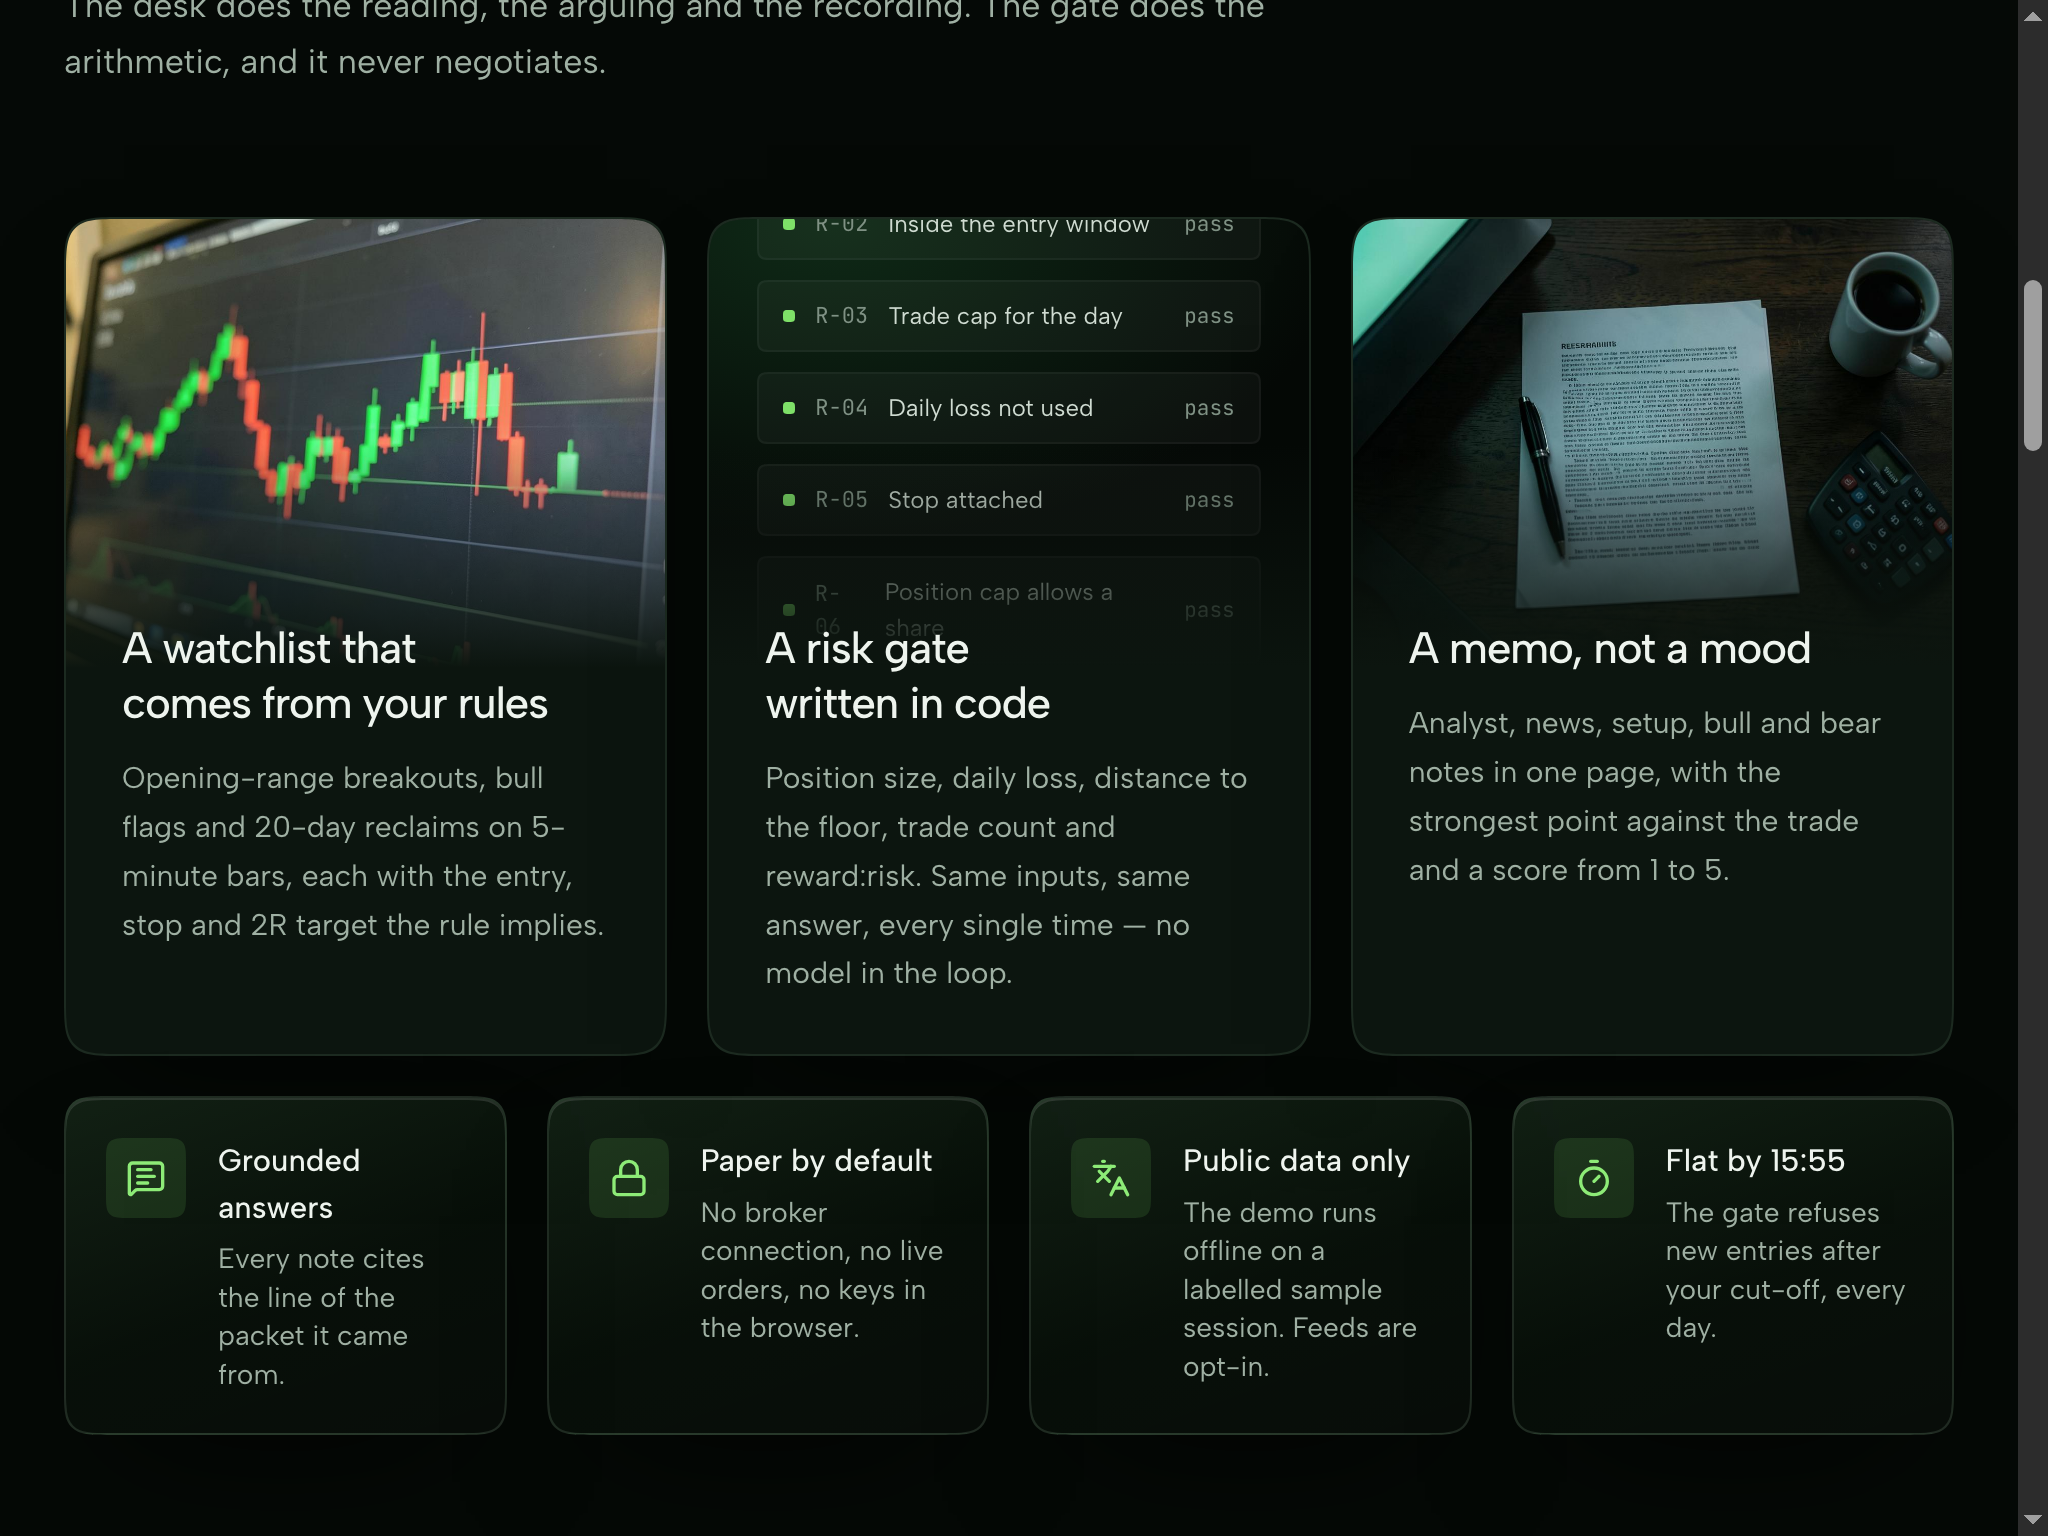 The desk does the reading, the arguing and the recording. The gate does the
arithmetic, and it never negotiates.
R-02 Inside the entry window pass
R-03 Trade cap for the day pass
R-04 Daily loss not used pass
R-05 Stop attached pass
R-06 Position cap allows a share pass
A watchlist that
comes from your rules
Opening-range breakouts, bull
flags and 20-day reclaims on 5-
minute bars, each with the entry,
stop and 2R target the rule implies.
A risk gate
written in code
Position size, daily loss, distance to
the floor, trade count and
reward:risk. Same inputs, same
answer, every single time — no
model in the loop.
A memo, not a mood
Analyst, news, setup, bull and bear
notes in one page, with the
strongest point against the trade
and a score from 1 to 5.
Grounded
answers
Every note cites
the line of the
packet it came
from.
Paper by default
No broker
connection, no live
orders, no keys in
the browser.
Public data only
The demo runs
offline on a
labelled sample
session. Feeds are
opt-in.
Flat by 15:55
The gate refuses
new entries after
your cut-off, every
day.